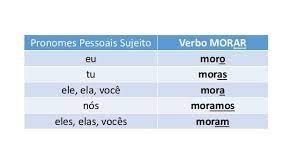 Pronomes Pessoais Sujeito Verbo MORAR
eu moro
tu moras
ele, ela, você mora
nós moramos
eles, elas, vocês moram